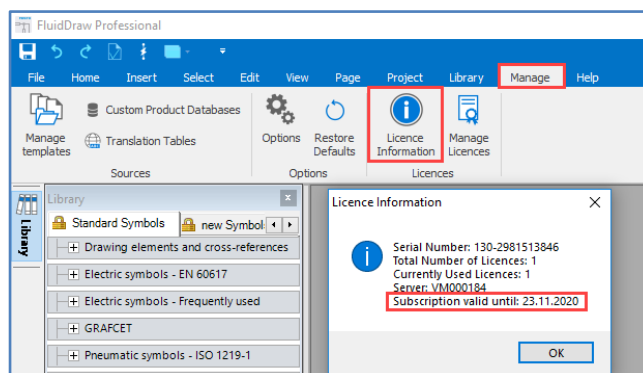 FluidDraw Professional
File Home Insert Select Edit View Page Project Library Manage Help
Manage templates
Custom Product Databases
Translation Tables
Sources
Options
Restore Defaults
Options
Licence Information
Manage Licences
Licences
Library
Library
Standard Symbols
new Symbol
Drawing elements and cross-references
Electric symbols - EN 60617
Electric symbols - Frequently used
GRAFCET
Pneumatic symbols - ISO 1219-1
Licence Information
Serial Number: 130-2981513846
Total Number of Licences: 1
Currently Used Licences: 1
Server: VM000184
Subscription valid until: 23.11.2020
OK